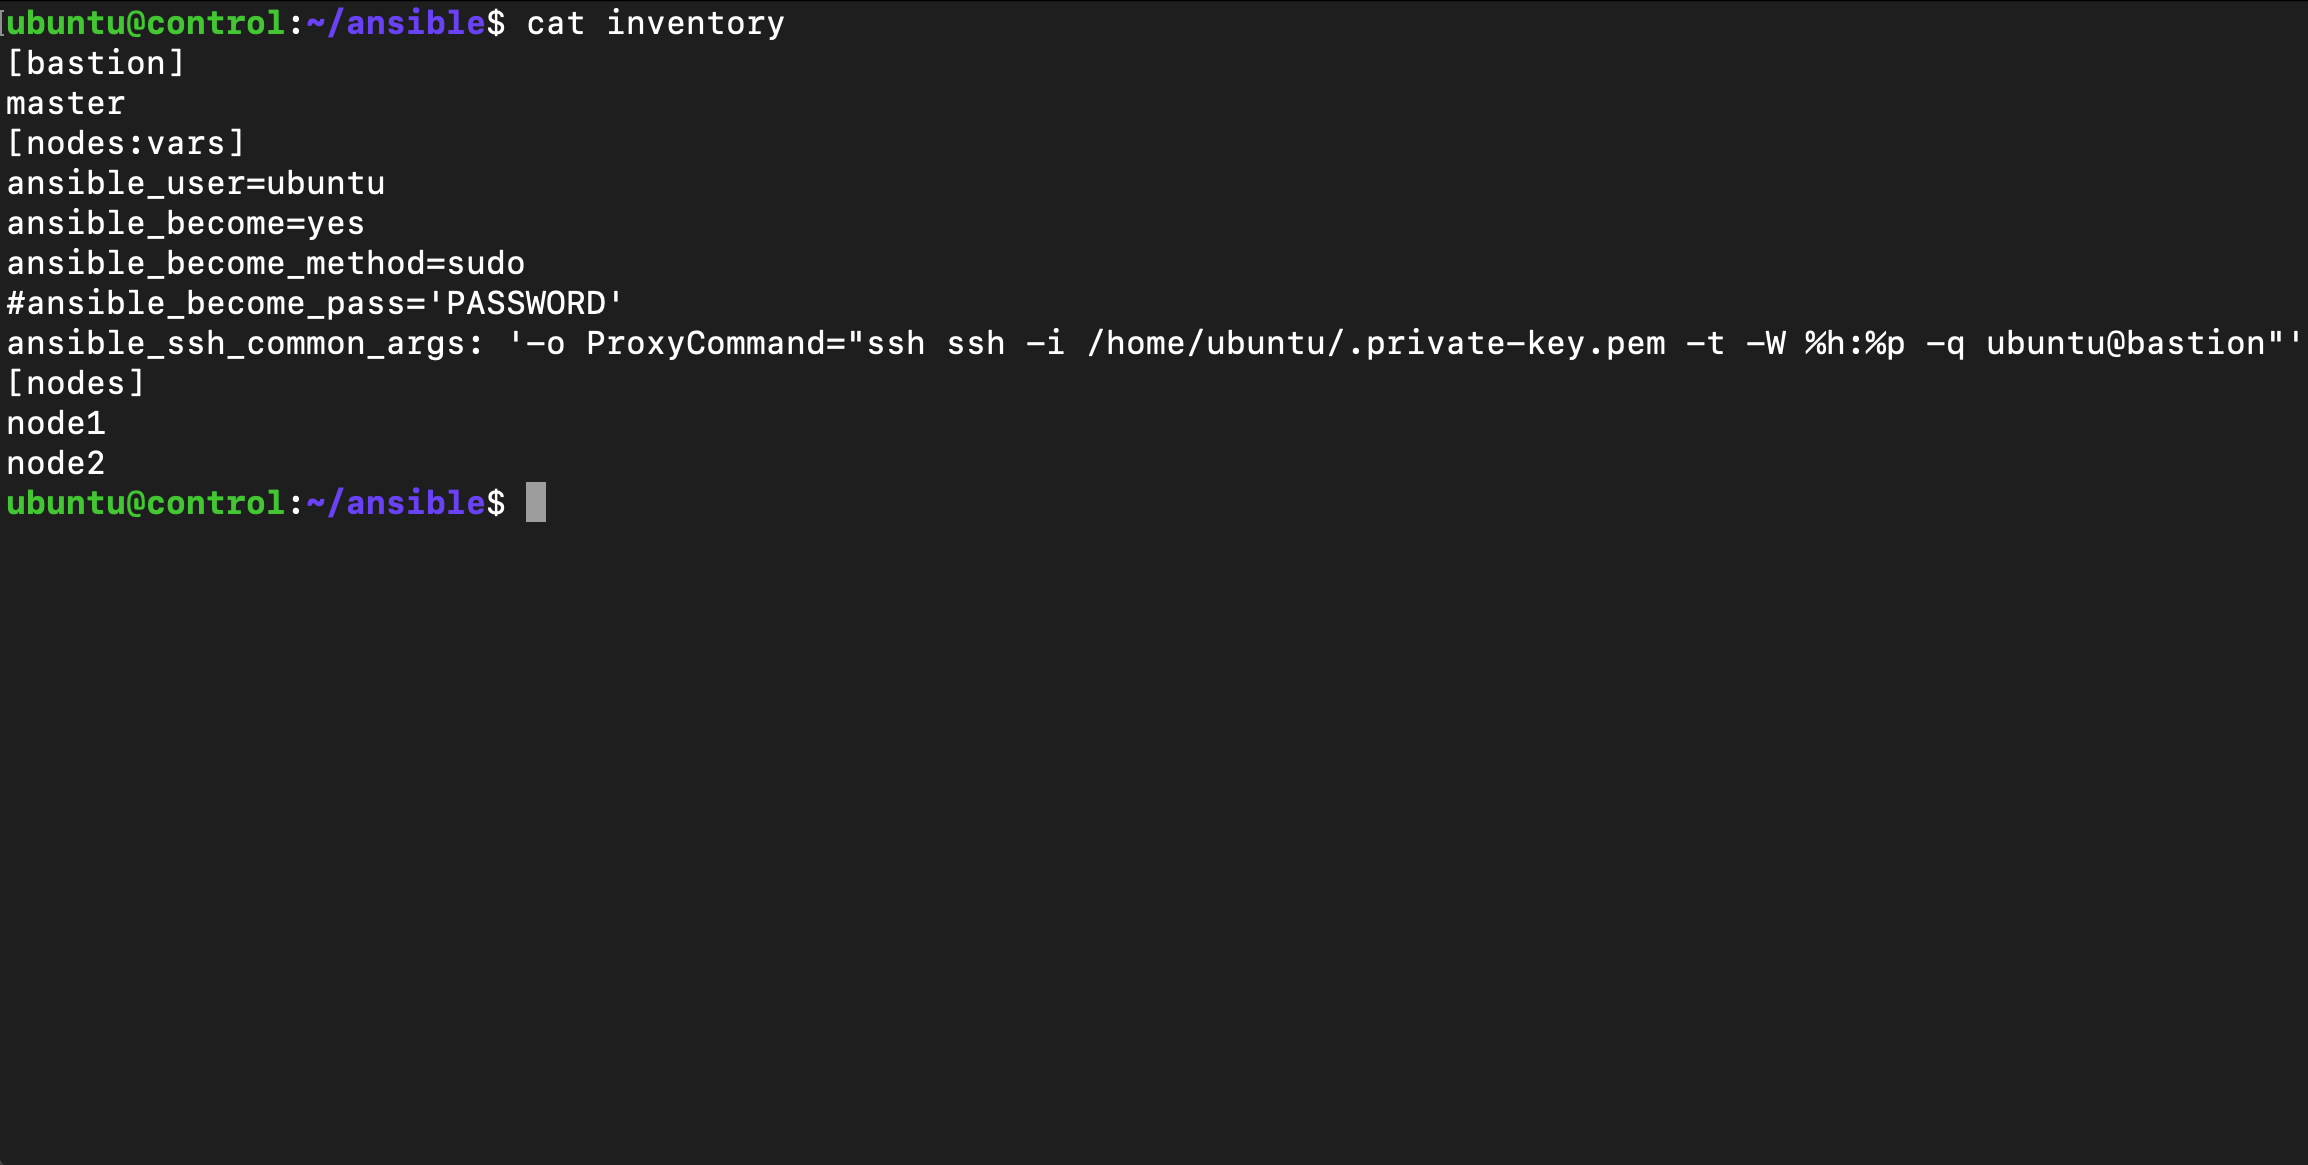 ubuntu@control:~/ansible$ cat inventory
[bastion]
master
[nodes:vars]
ansible_user=ubuntu
ansible_become=yes
ansible_become_method=sudo
#ansible_become_pass='PASSWORD'
ansible_ssh_common_args: '-o ProxyCommand="ssh ssh -i /home/ubuntu/.private-key.pem -t -W %h:%p -q ubuntu@bastion"'
[nodes]
node1
node2
ubuntu@control:~/ansible$